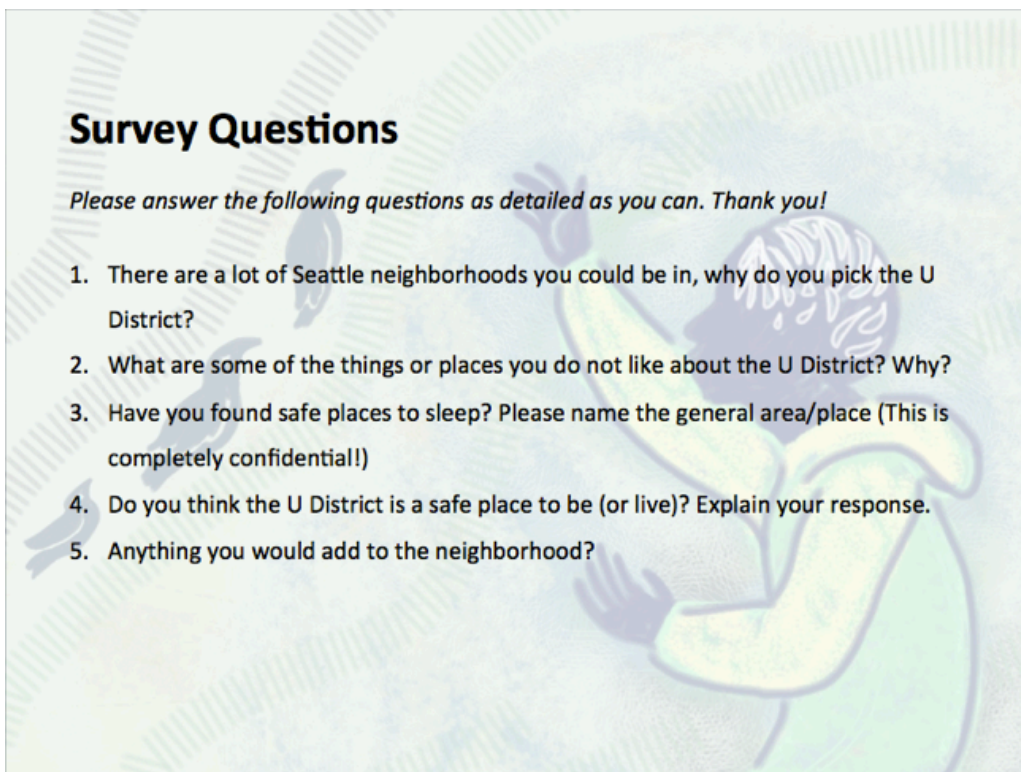 Survey Questions
Please answer the following questions as detailed as you can. Thank you!
1. There are a lot of Seattle neighborhoods you could be in, why do you pick the U
District?
2. What are some of the things or places you do not like about the U District? Why?
3. Have you found safe places to sleep? Please name the general area/place (This is
completely confidential!)
4. Do you think the U District is a safe place to be (or live)? Explain your response.
5. Anything you would add to the neighborhood?